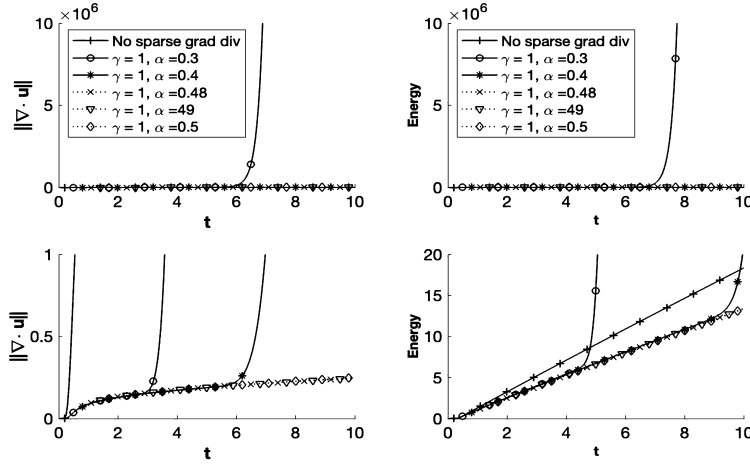 × 10⁶
10
5
0
0 2 4 6 8 10
t
||∇· u||
No sparse grad div
γ = 1, α =0.3
γ = 1, α =0.4
γ = 1, α =0.48
γ = 1, α =49
γ = 1, α =0.5
× 10⁶
10
5
0
0 2 4 6 8 10
t
Energy
No sparse grad div
γ = 1, α =0.3
γ = 1, α =0.4
γ = 1, α =0.48
γ = 1, α =49
γ = 1, α =0.5
1
0.5
0
0 2 4 6 8 10
t
||∇· u||
20
15
10
5
0
0 2 4 6 8 10
t
Energy